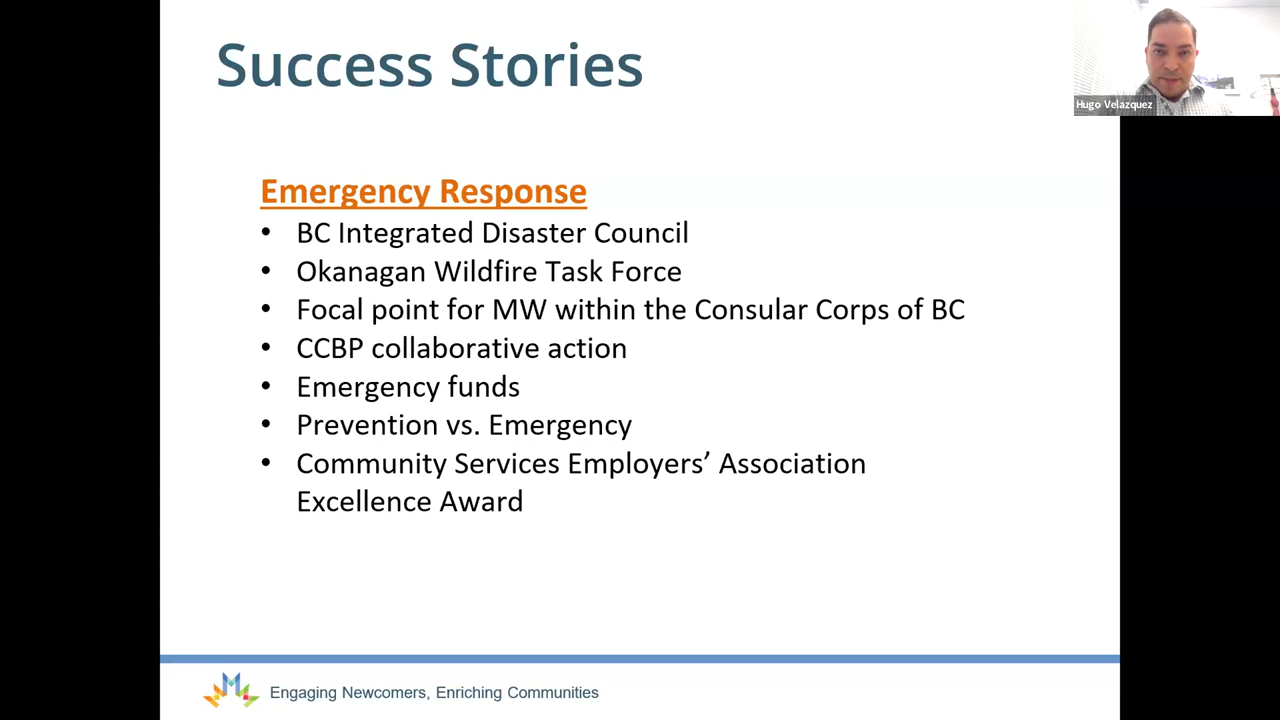 Success Stories
Hugo Velazquez
Emergency Response
• BC Integrated Disaster Council
• Okanagan Wildfire Task Force
• Focal point for MW within the Consular Corps of BC
• CCBP collaborative action
• Emergency funds
• Prevention vs. Emergency
• Community Services Employers’ Association
Excellence Award
Engaging Newcomers, Enriching Communities